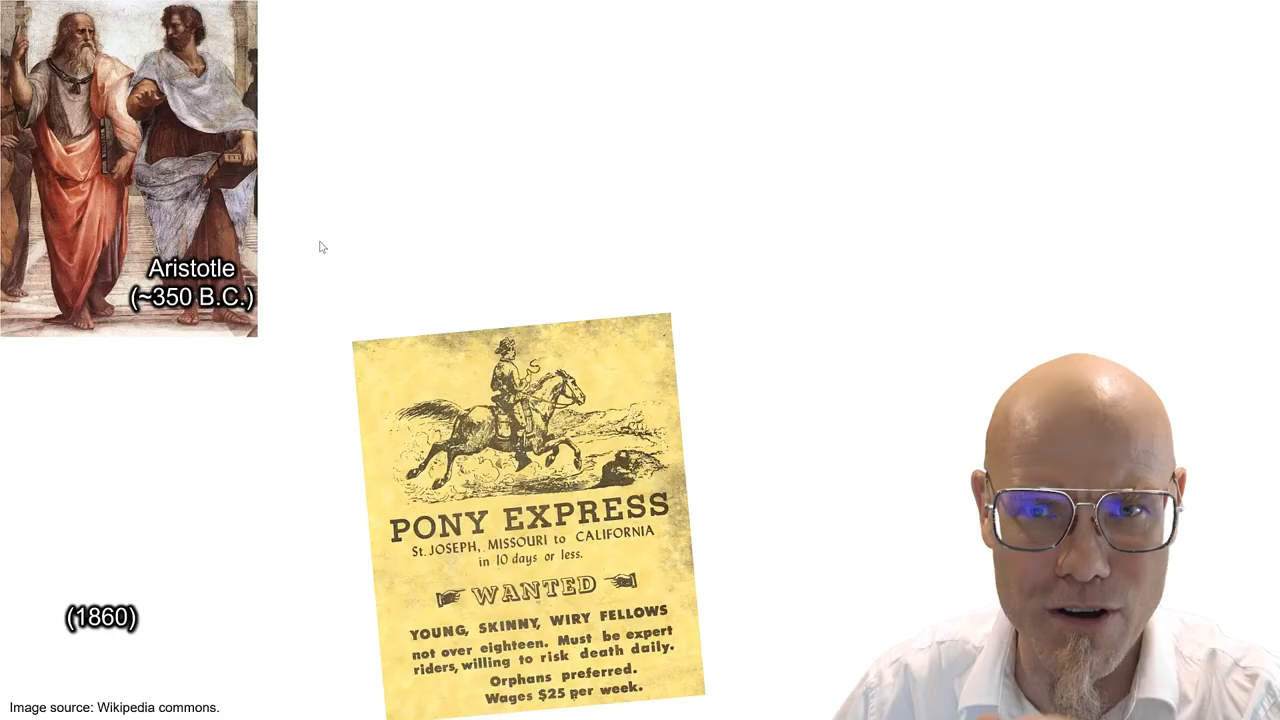 Aristotle
(~350 B.C.)
PONY EXPRESS
St. JOSEPH, MISSOURI to CALIFORNIA
in 10 days or less.
WANTED
YOUNG, SKINNY, WIRY FELLOWS
not over eighteen. Must be expert
riders, willing to risk death daily.
Orphans preferred.
Wages $25 per week.
(1860)
Image source: Wikipedia commons.